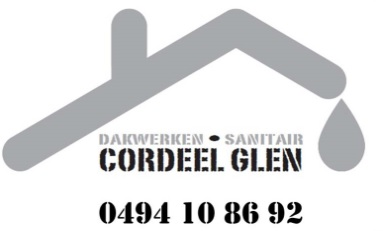 DAKWERKEN • SANITAIR
CORDEEL GLEN
0494 10 86 92